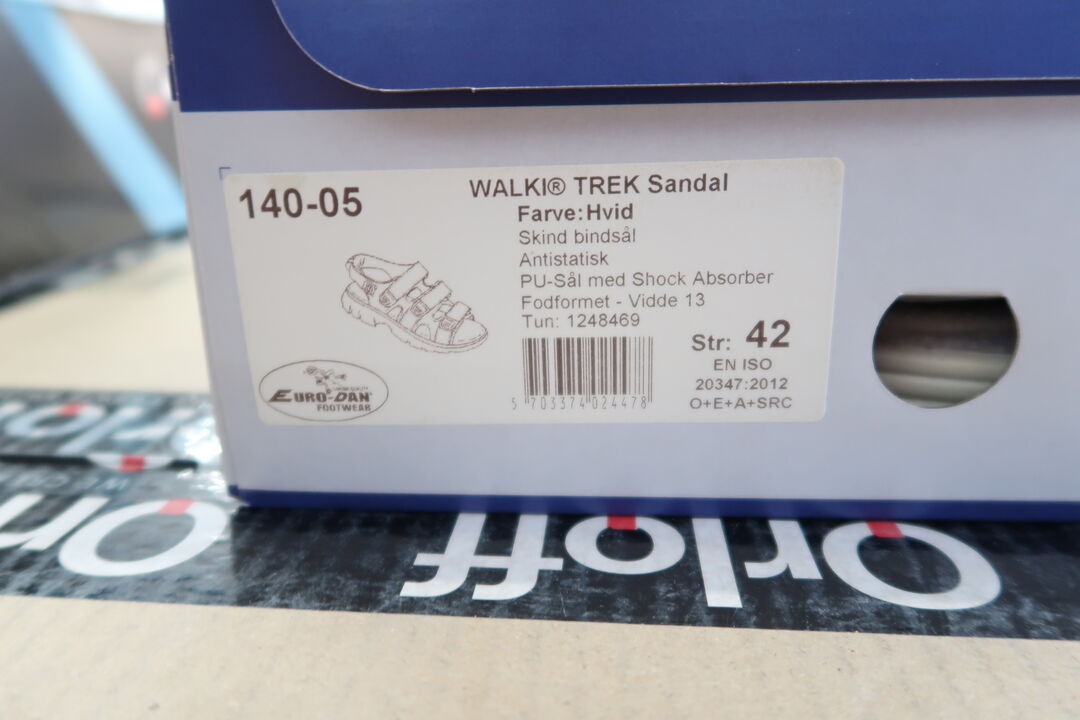 140-05
WALKI® TREK Sandal
Farve:Hvid
Skind bindsål
Antistatisk
PU-Sål med Shock Absorber
Fodformet - Vidde 13
Tun: 1248469
Str: 42
EN ISO
20347:2012
O+E+A+SRC
5 703374 024478
EURO-DAN
FOOTWEAR
Orloff